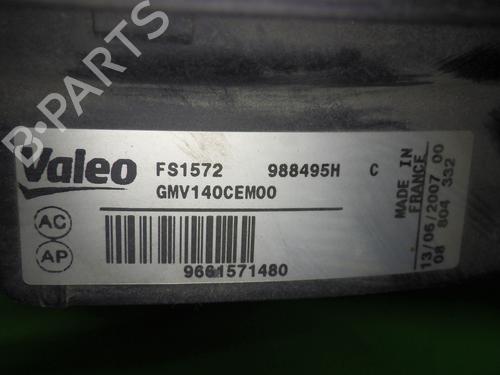 B-PARTS
Valeo FS1572 988495H C
GMV140CEM00
AC
AP
9661571480
MADE IN
FRANCE
13/06/2007 00
08 804 332